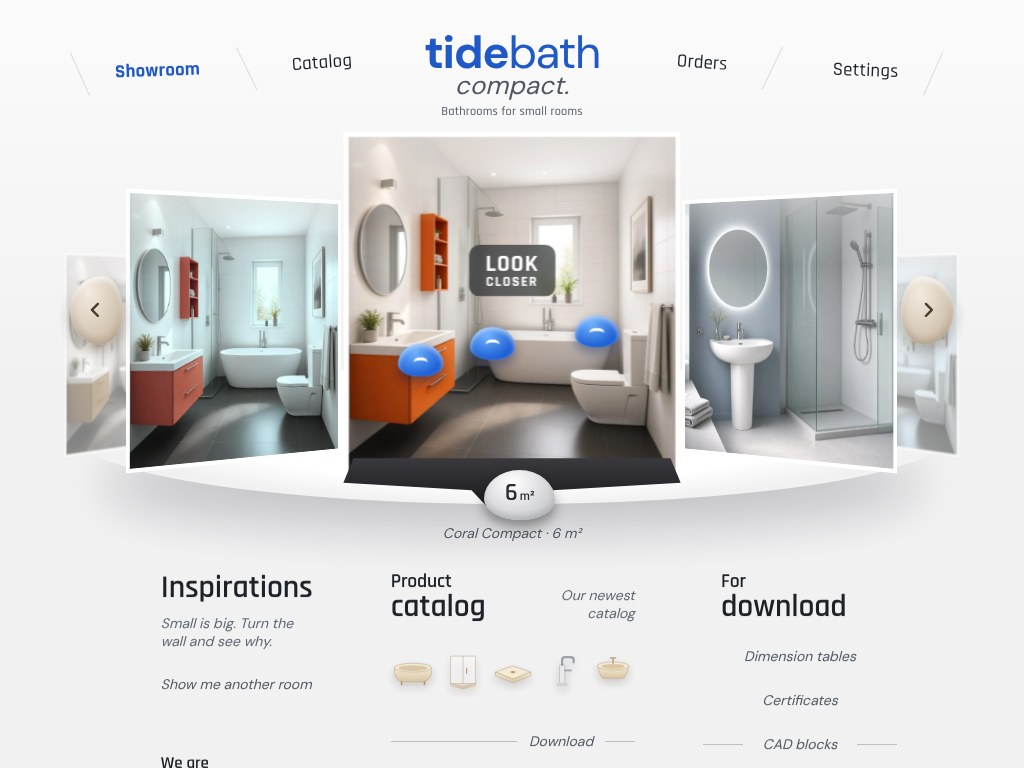 Showroom
Catalog
tidebath
compact.
Bathrooms for small rooms
Orders
Settings
LOOK
CLOSER
6 m²
Coral Compact · 6 m²
Inspirations
Small is big. Turn the
wall and see why.
Show me another room
We are
Product
catalog
Our newest
catalog
Download
For
download
Dimension tables
Certificates
CAD blocks